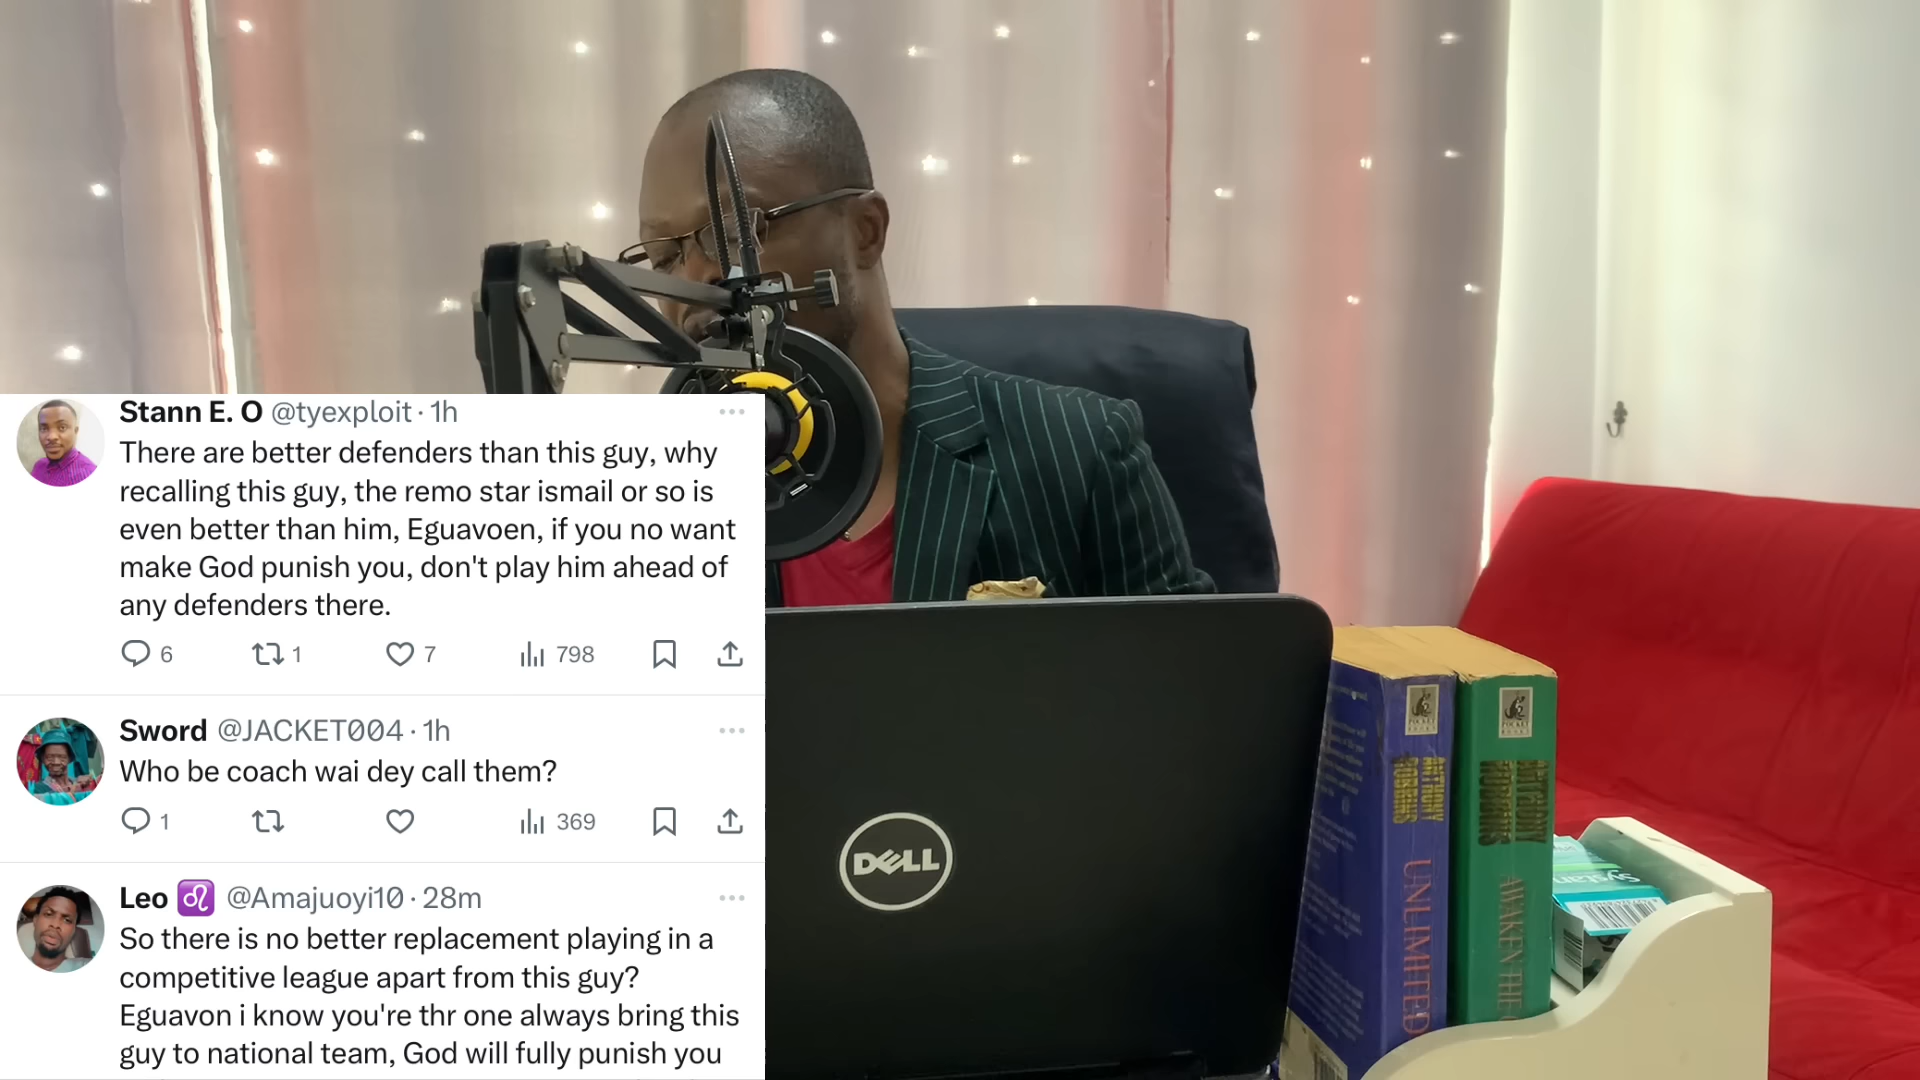 Stann E. O @tyexploit · 1h
There are better defenders than this guy, why
recalling this guy, the remo star ismail or so is
even better than him, Eguavoen, if you no want
make God punish you, don't play him ahead of
any defenders there.
6 1 7 798
Sword @JACKET004 · 1h
Who be coach wai dey call them?
1 369
Leo ♌ @Amajuoyi10 · 28m
So there is no better replacement playing in a
competitive league apart from this guy?
Eguavon i know you're thr one always bring this
guy to national team, God will fully punish you
DELL
POCKET
BOOKS
ANTHONY
ROBBINS
UNLIMITED
POCKET
BOOKS
ANTHONY
ROBBINS
AWAKEN THE
Systan